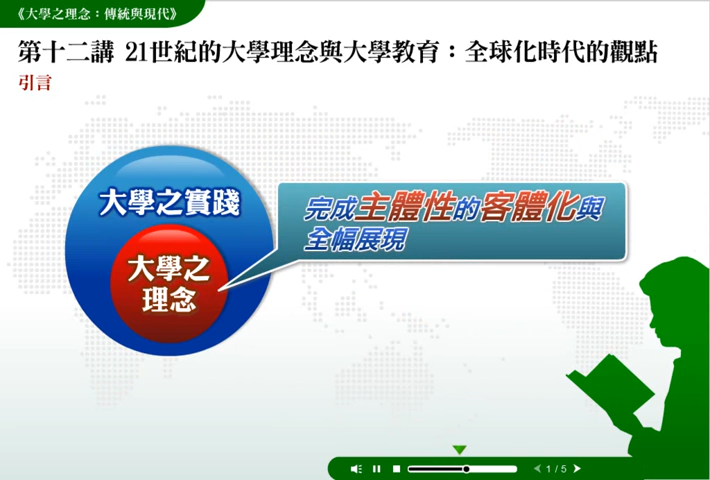 《大學之理念：傳統與現代》
第十二講 21世紀的大學理念與大學教育：全球化時代的觀點
引言
大學之實踐
大學之
理念
完成主體性的客體化與
全幅展現
1/5